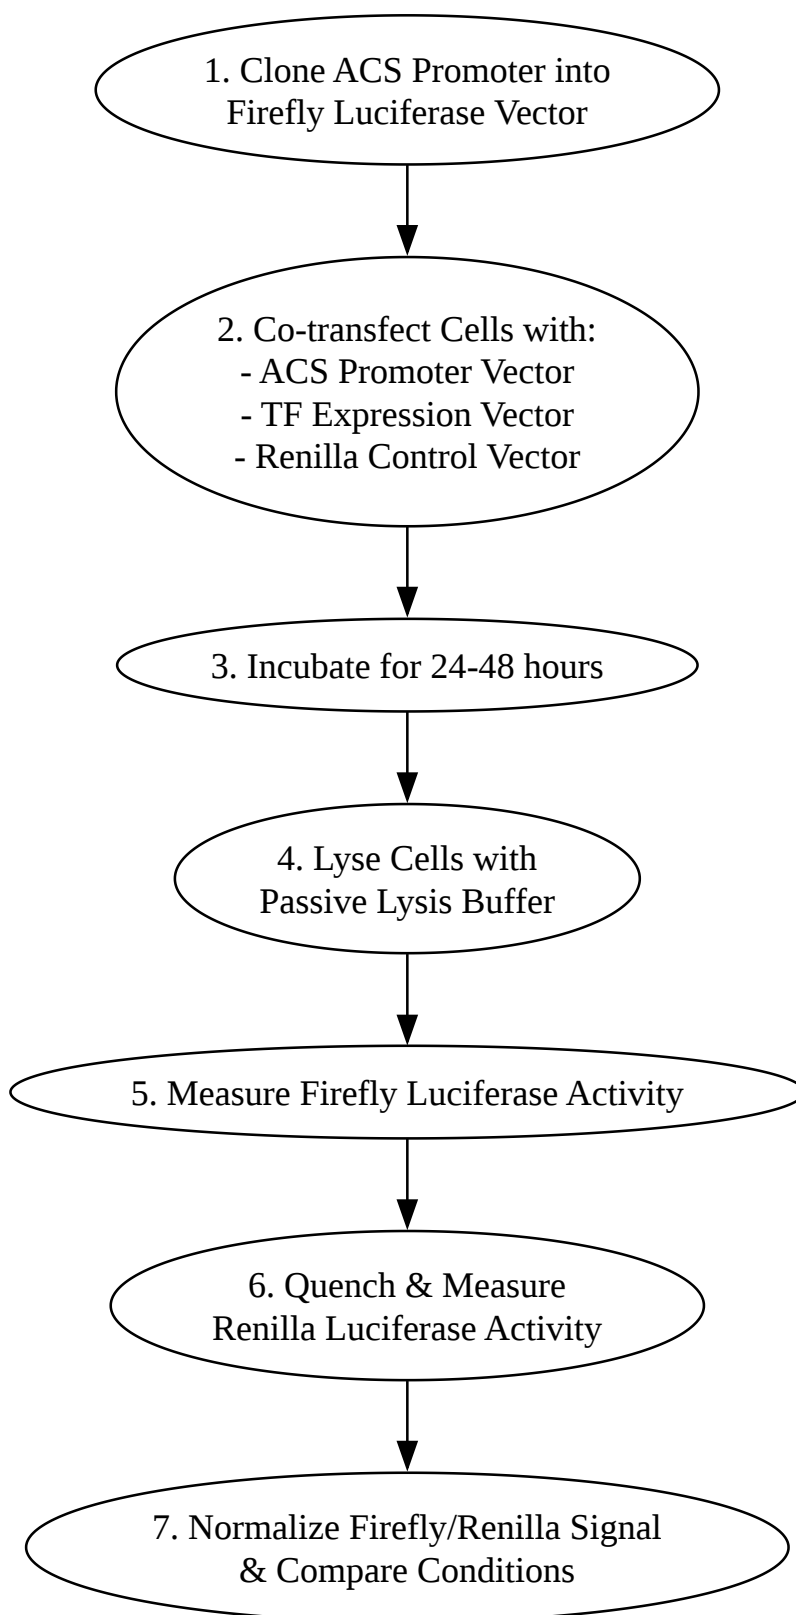 1. Clone ACS Promoter into
Firefly Luciferase Vector
2. Co-transfect Cells with:
- ACS Promoter Vector
- TF Expression Vector
- Renilla Control Vector
3. Incubate for 24-48 hours
4. Lyse Cells with
Passive Lysis Buffer
5. Measure Firefly Luciferase Activity
6. Quench & Measure
Renilla Luciferase Activity
7. Normalize Firefly/Renilla Signal
& Compare Conditions